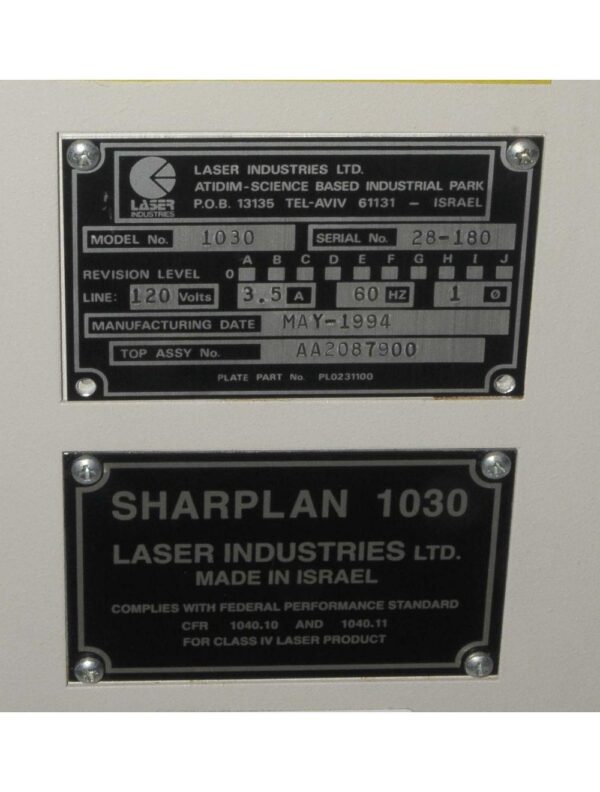 LASER INDUSTRIES LTD.
ATIDIM-SCIENCE BASED INDUSTRIAL PARK
P.O.B. 13135 TEL-AVIV 61131 – ISRAEL
LASER
INDUSTRIES
MODEL No. 1030 SERIAL No. 28-180
A B C D E F G H I J
REVISION LEVEL 0
LINE: 120 Volts 3.5 A 60 HZ 1 Ø
MANUFACTURING DATE MAY-1994
TOP ASSY No. AA2087900
PLATE PART No. PL0231100
SHARPLAN 1030
LASER INDUSTRIES LTD.
MADE IN ISRAEL
COMPLIES WITH FEDERAL PERFORMANCE STANDARD
CFR 1040.10 AND 1040.11
FOR CLASS IV LASER PRODUCT